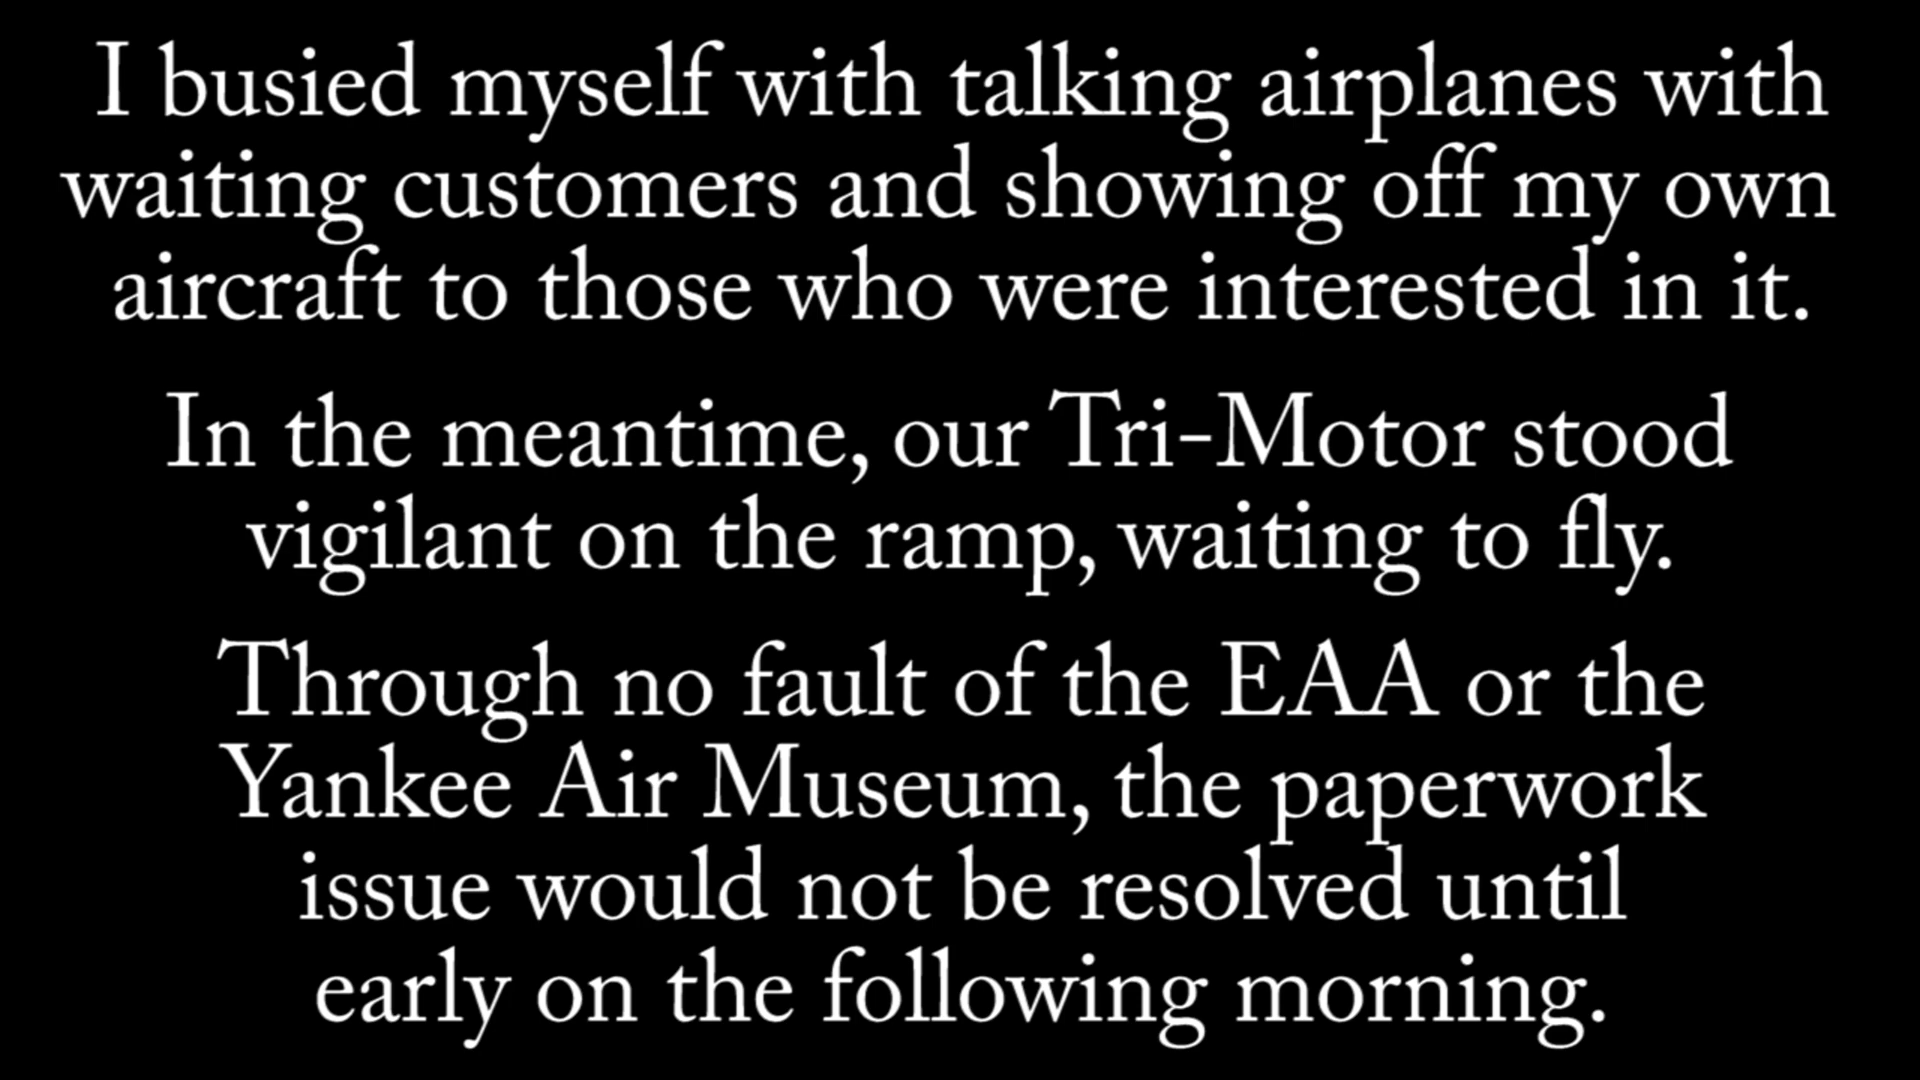 I busied myself with talking airplanes with
waiting customers and showing off my own
aircraft to those who were interested in it.
In the meantime, our Tri-Motor stood
vigilant on the ramp, waiting to fly.
Through no fault of the EAA or the
Yankee Air Museum, the paperwork
issue would not be resolved until
early on the following morning.